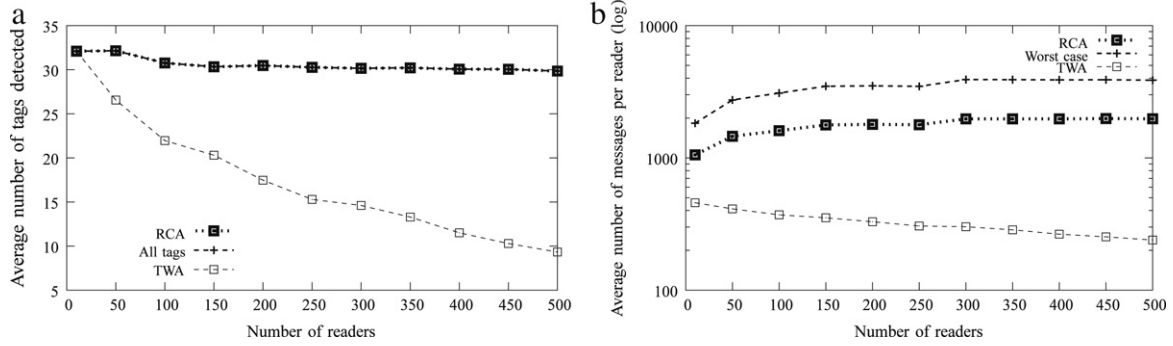 a
Average number of tags detected
35
30
25
20
15
10
5
RCA
All tags
TWA
0 50 100 150 200 250 300 350 400 450 500
Number of readers
b
Average number of messages per reader (log)
10000
1000
100
RCA
Worst case
TWA
0 50 100 150 200 250 300 350 400 450 500
Number of readers